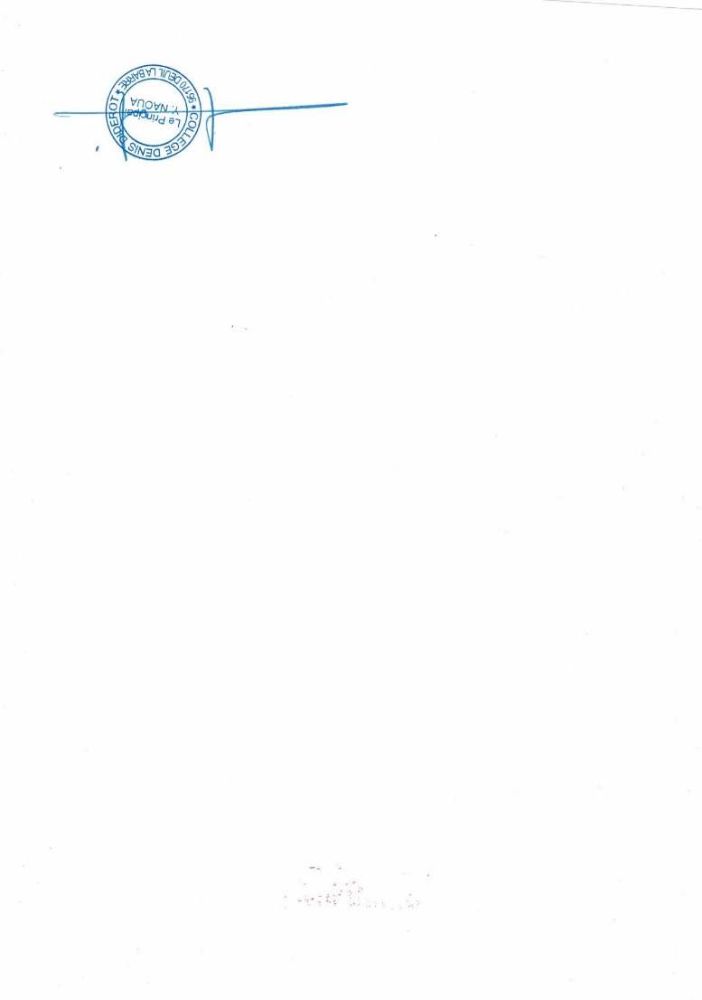 COLLEGE DENIS DIDEROT
★ 95170 DEUIL LA BARRE ★
Le Principal
Y. NAOUA